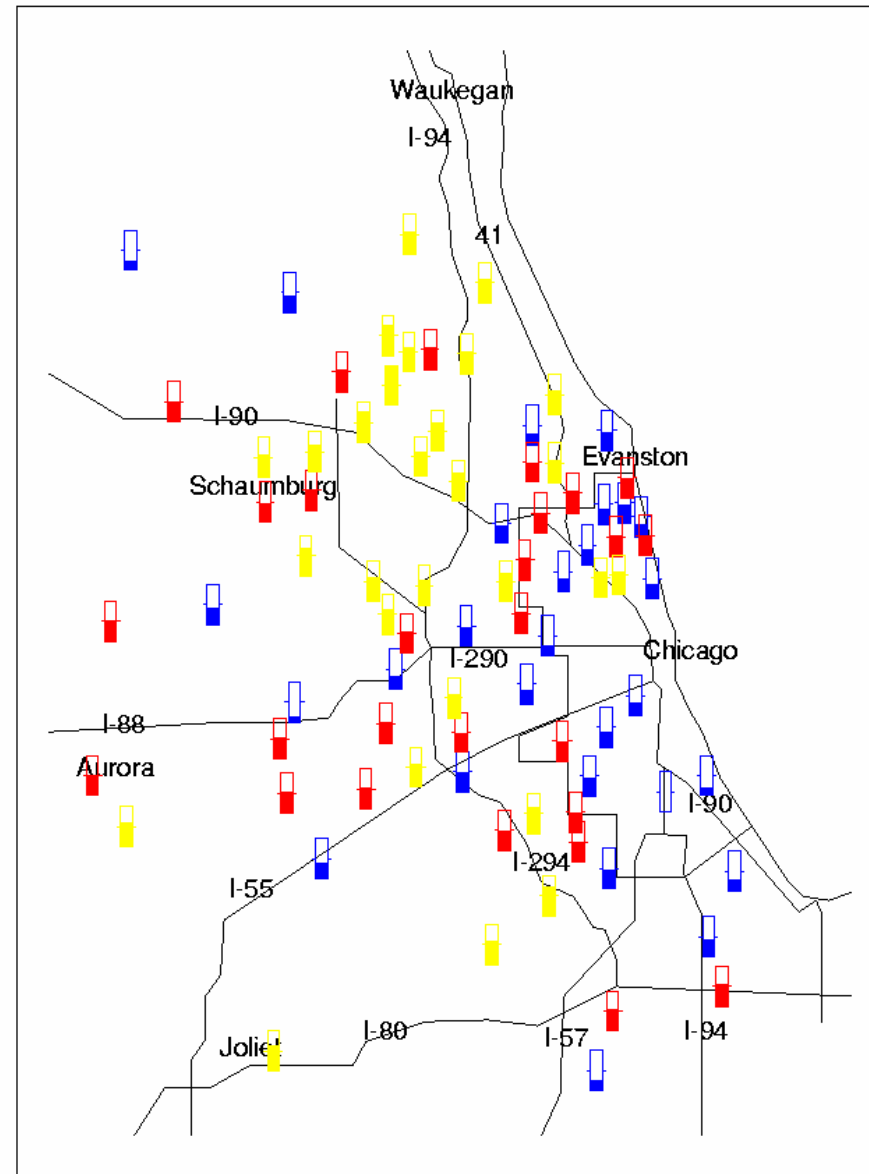 Waukegan
I-94
41
I-90
Evanston
Schaumburg
I-290
Chicago
I-88
Aurora
I-90
I-294
I-55
I-80
I-57
I-94
Joliet